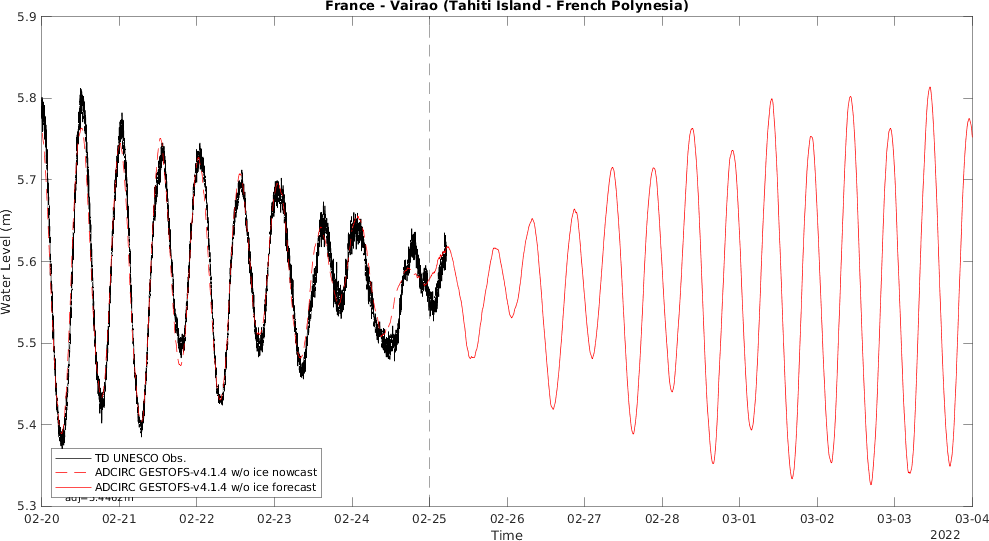 France - Vairao (Tahiti Island - French Polynesia)
Water Level (m)
5.9
5.8
5.7
5.6
5.5
5.4
5.3
TD UNESCO Obs.
ADCIRC GESTOFS-v4.1.4 w/o ice nowcast
ADCIRC GESTOFS-v4.1.4 w/o ice forecast
02-20 02-21 02-22 02-23 02-24 02-25 02-26 02-27 02-28 03-01 03-02 03-03 03-04
Time
2022